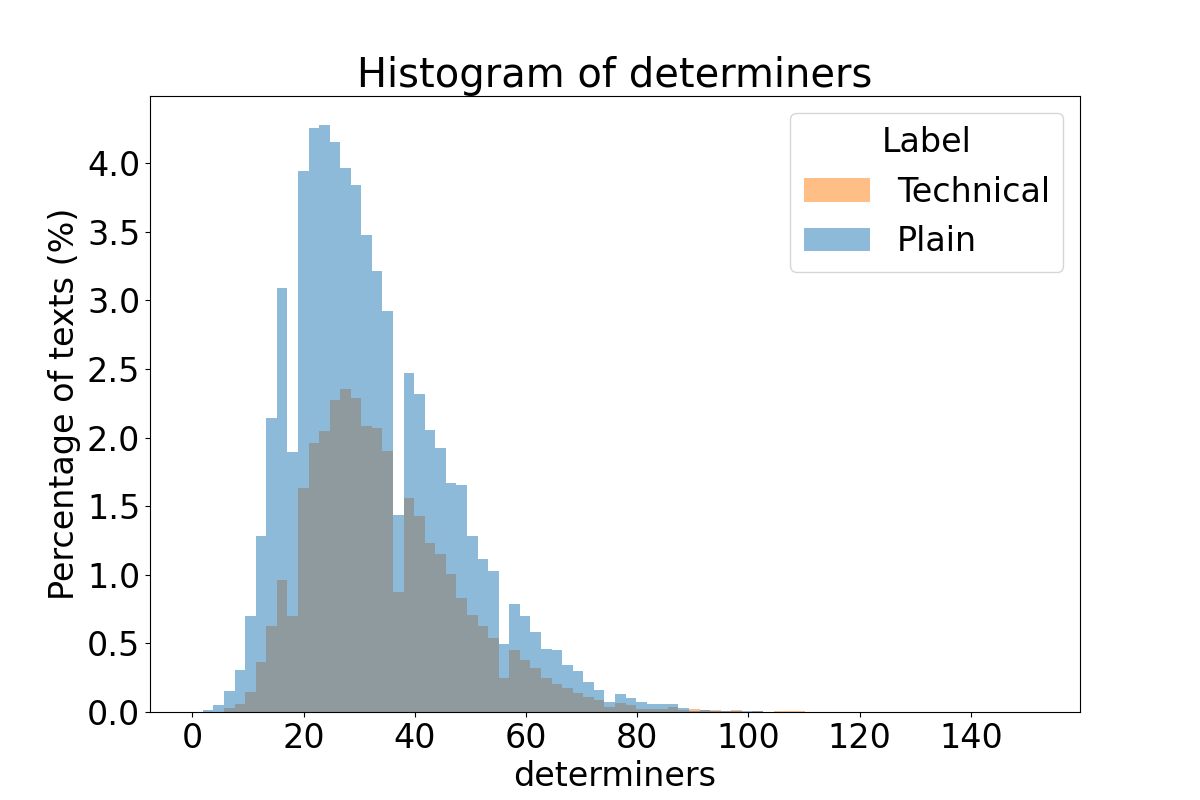 Histogram of determiners
Label
Technical
Plain
Percentage of texts (%)
4.0
3.5
3.0
2.5
2.0
1.5
1.0
0.5
0.0
0 20 40 60 80 100 120 140
determiners